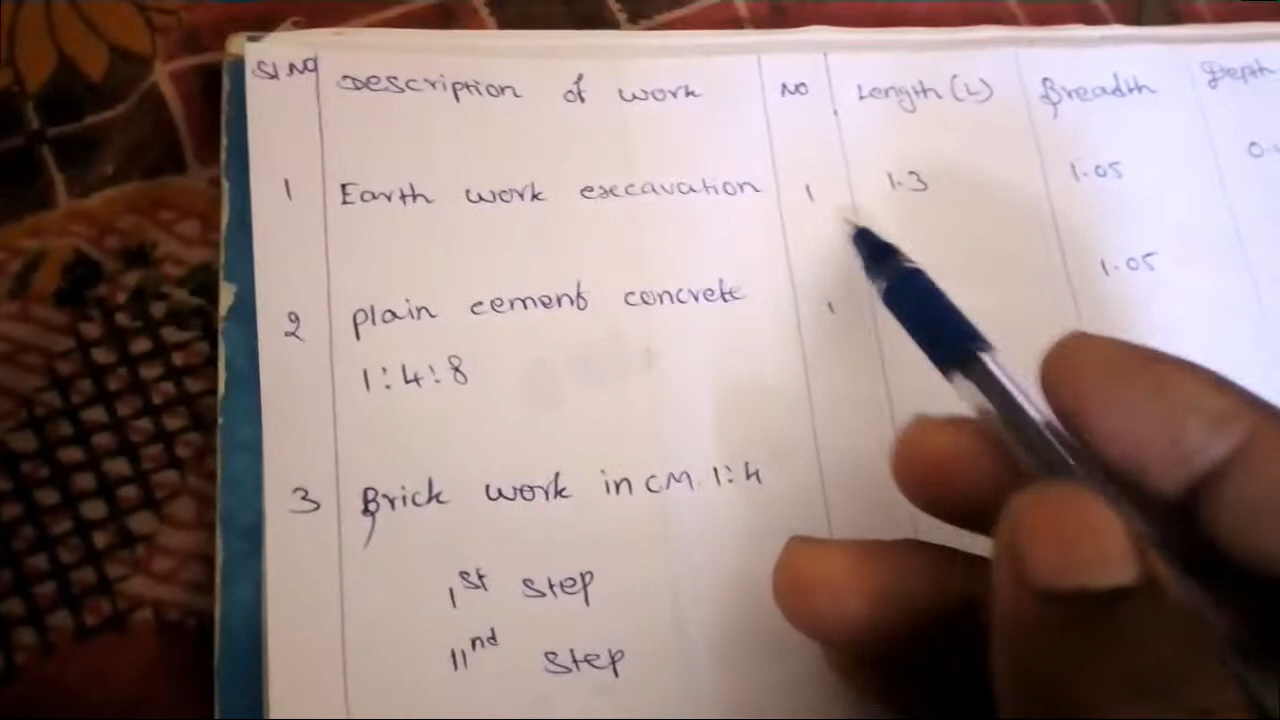 Sl No Description of work No Length (L) Breadth Depth
1 Earth work excavation 1 1.3 1.05
2 plain cement concrete 1 1.05
1:4:8
3 Brick work in CM 1:4
1st step
11nd step